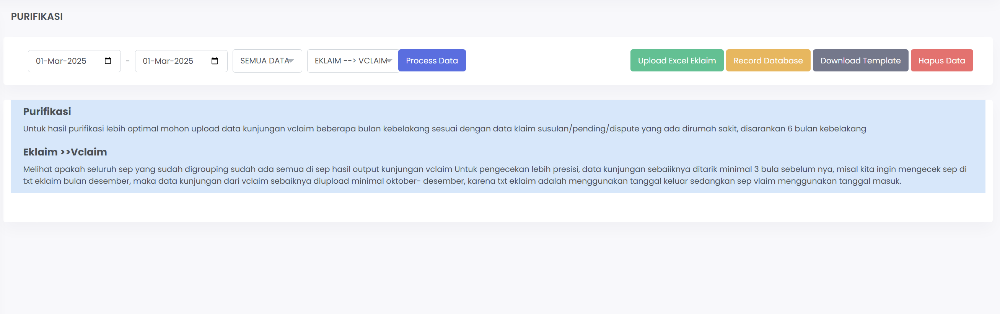 PURIFIKASI
01-Mar-2025 - 01-Mar-2025 SEMUA DATA EKLAIM --> VCLAIM Process Data Upload Excel Eklaim Record Database Download Template Hapus Data
Purifikasi
Untuk hasil purifikasi lebih optimal mohon upload data kunjungan vclaim beberapa bulan kebelakang sesuai dengan data klaim susulan/pending/dispute yang ada dirumah sakit, disarankan 6 bulan kebelakang
Eklaim >>Vclaim
Melihat apakah seluruh sep yang sudah digrouping sudah ada semua di sep hasil output kunjungan vclaim Untuk pengecekan lebih presisi, data kunjungan sebaiiknya ditarik minimal 3 bula sebelum nya, misal kita ingin mengecek sep di
txt eklaim bulan desember, maka data kunjungan dari vclaim sebaiknya diupload minimal oktober- desember, karena txt eklaim adalah menggunakan tanggal keluar sedangkan sep vlaim menggunakan tanggal masuk.